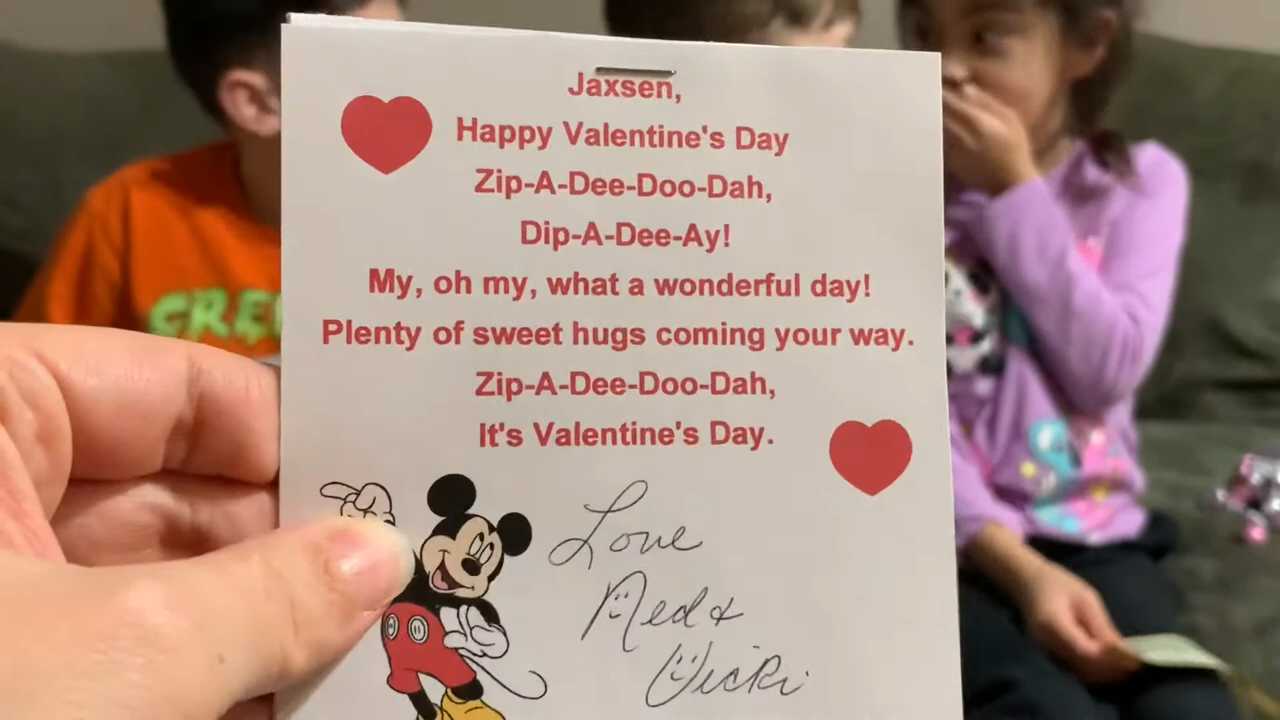 Jaxsen,
Happy Valentine's Day
Zip-A-Dee-Doo-Dah,
Dip-A-Dee-Ay!
My, oh my, what a wonderful day!
Plenty of sweet hugs coming your way.
Zip-A-Dee-Doo-Dah,
It's Valentine's Day.
Love
Ned &
Vicki